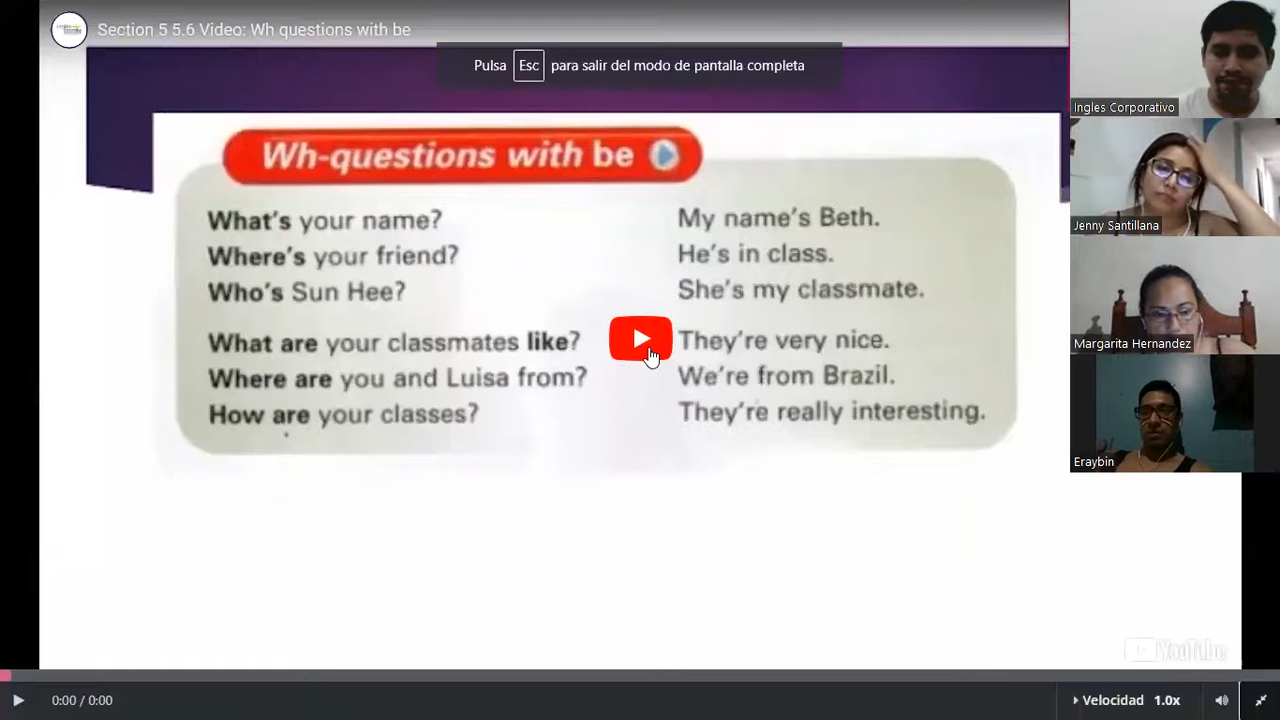 Section 5 5.6 Video: Wh questions with be
Pulsa Esc para salir del modo de pantalla completa
Wh-questions with be
What's your name? My name's Beth.
Where's your friend? He's in class.
Who's Sun Hee? She's my classmate.
What are your classmates like? They're very nice.
Where are you and Luisa from? We're from Brazil.
How are your classes? They're really interesting.
Ingles Corporativo
Jenny Santillana
Margarita Hernandez
Eraybin
YouTube
0:00 / 0:00
Velocidad 1.0x